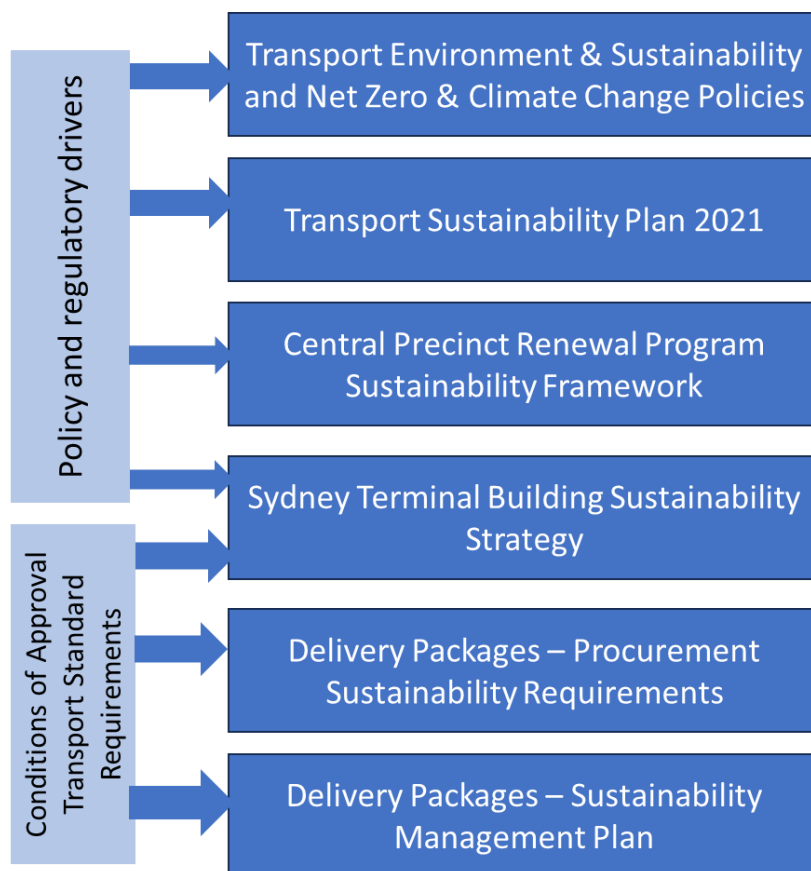 Policy and regulatory drivers
Transport Environment & Sustainability
and Net Zero & Climate Change Policies
Transport Sustainability Plan 2021
Central Precinct Renewal Program
Sustainability Framework
Sydney Terminal Building Sustainability
Strategy
Conditions of Approval
Transport Standard
Requirements
Delivery Packages – Procurement
Sustainability Requirements
Delivery Packages – Sustainability
Management Plan